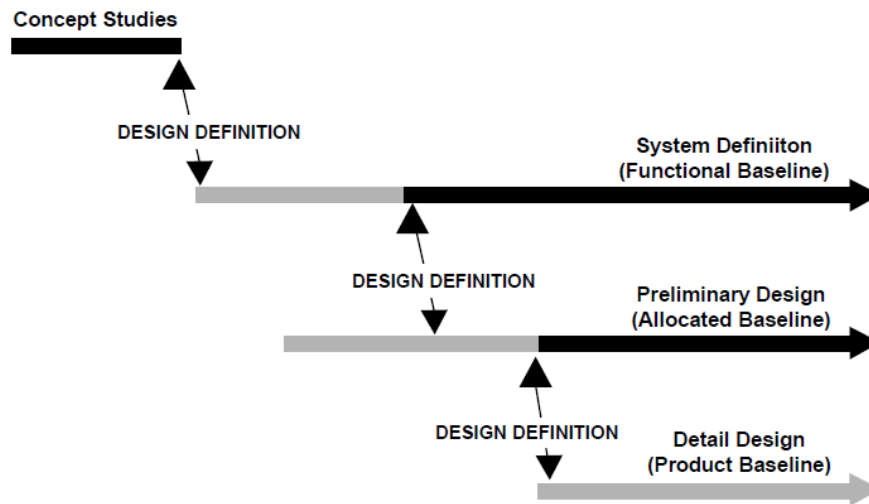 Concept Studies
DESIGN DEFINITION
System Definiiton
(Functional Baseline)
DESIGN DEFINITION
Preliminary Design
(Allocated Baseline)
DESIGN DEFINITION
Detail Design
(Product Baseline)